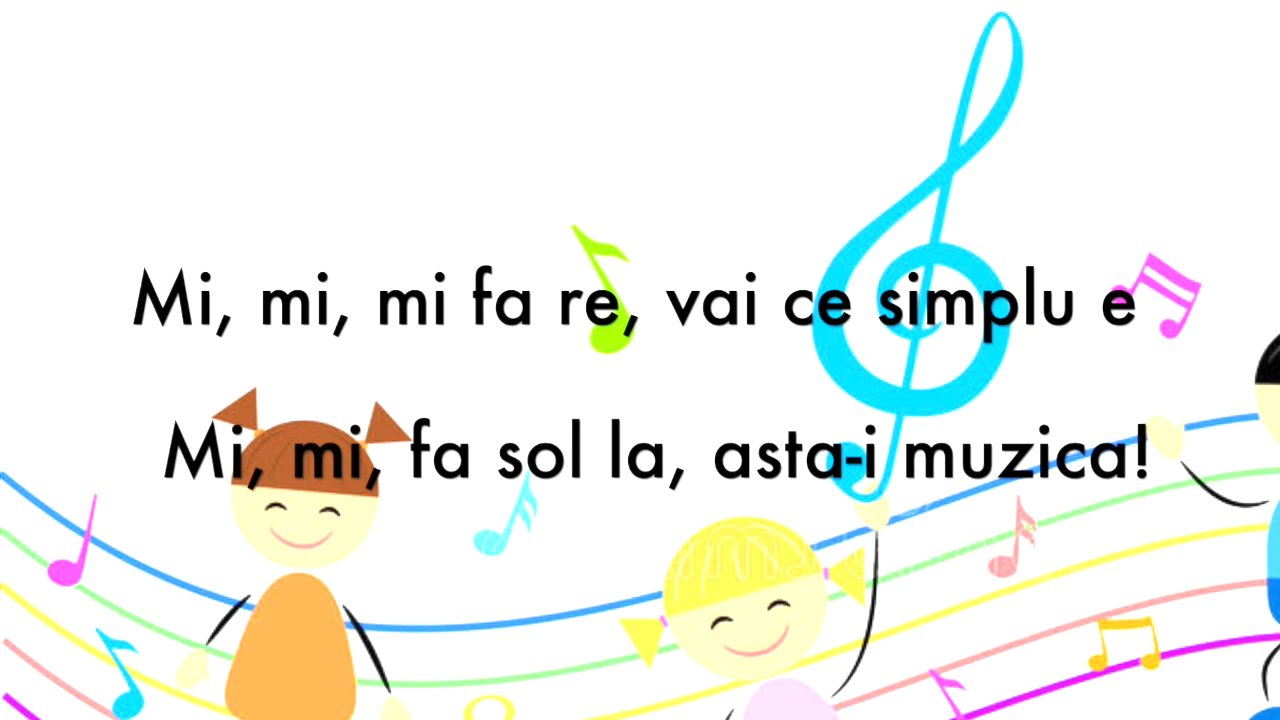 Mi, mi, mi fa re, vai ce simplu e
Mi, mi, fa sol la, asta-i muzica!